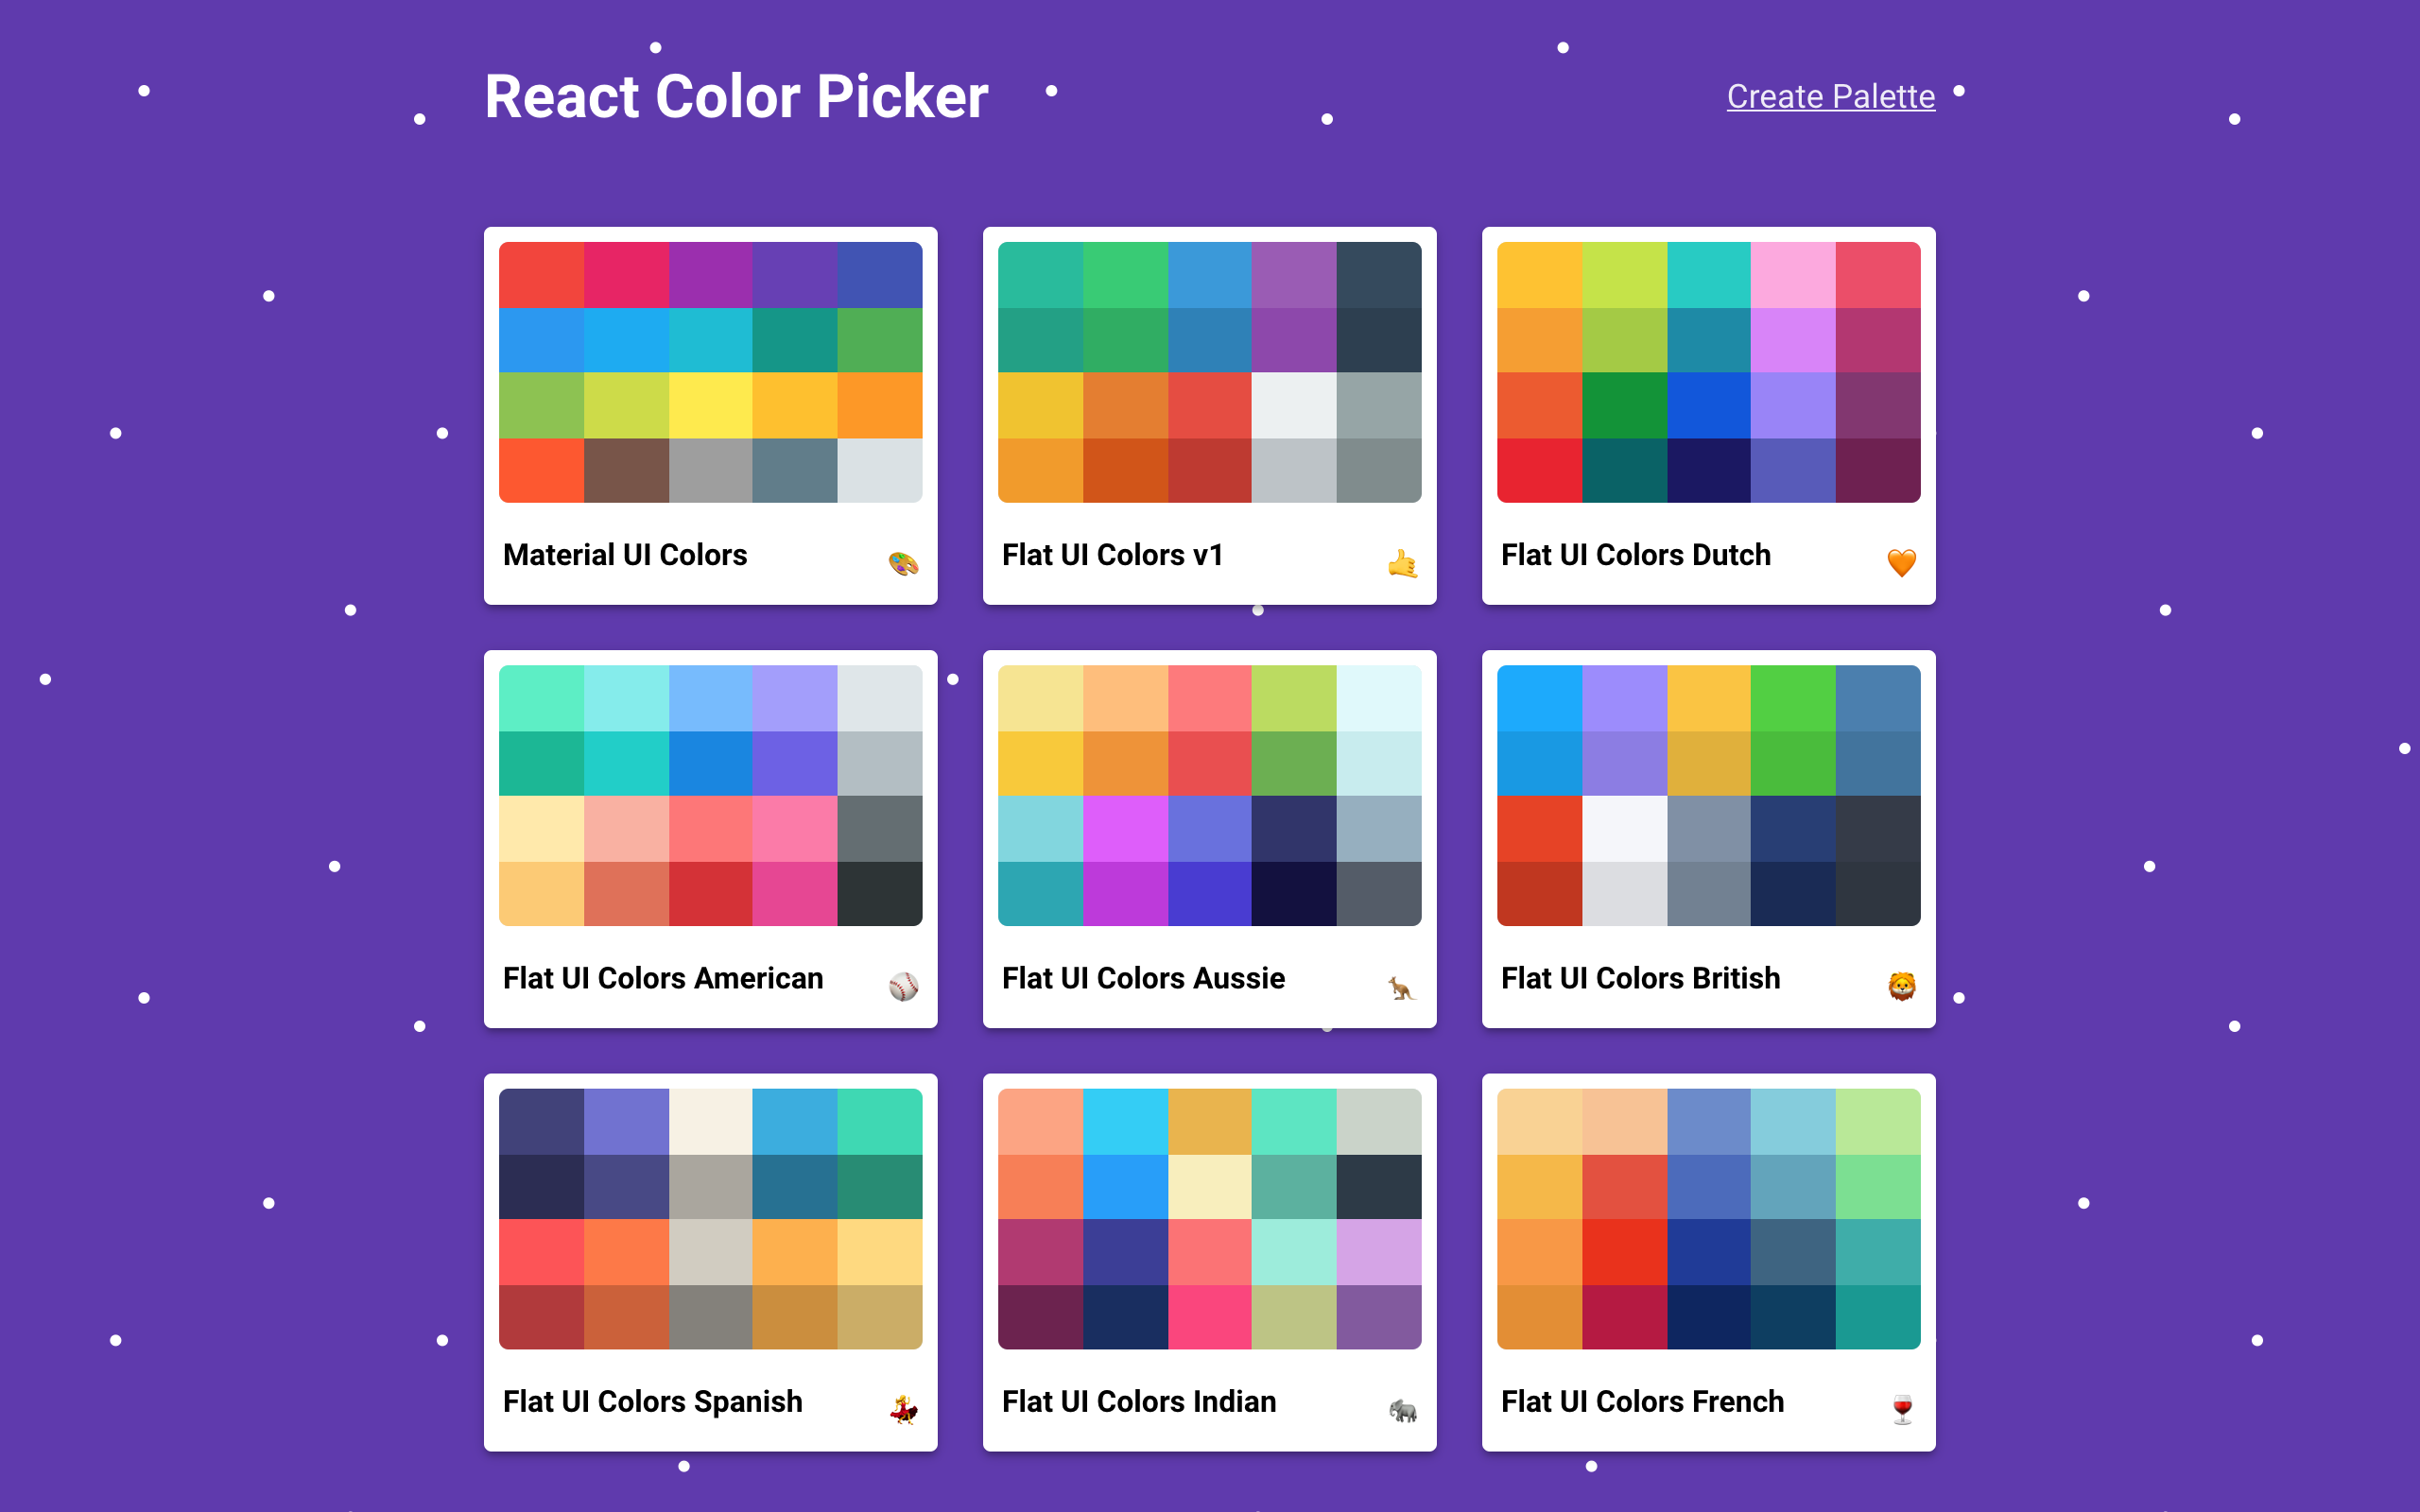 React Color Picker
Create Palette
Material UI Colors
Flat UI Colors v1
Flat UI Colors Dutch
Flat UI Colors American
Flat UI Colors Aussie
Flat UI Colors British
Flat UI Colors Spanish
Flat UI Colors Indian
Flat UI Colors French